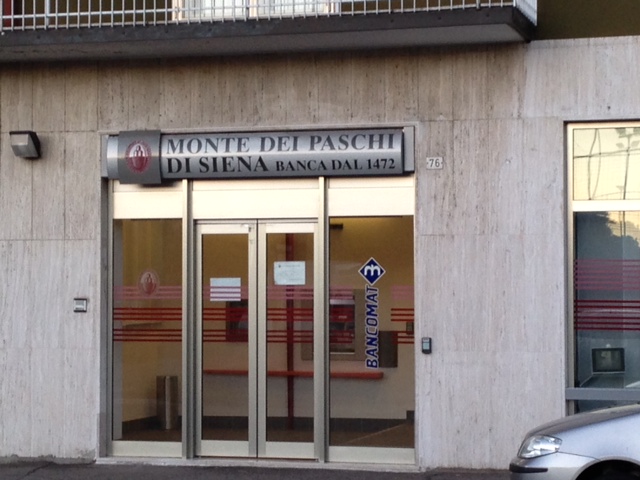 MONTE DEI PASCHI
DI SIENA BANCA DAL 1472
76
BANCOMAT